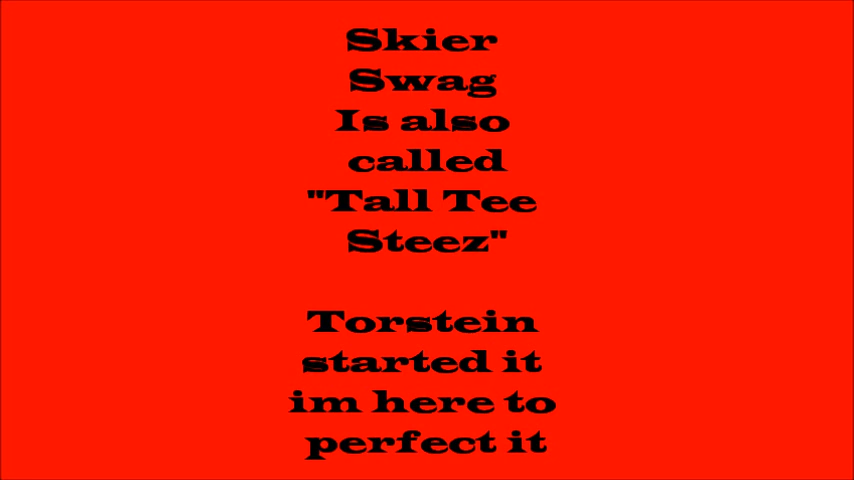 Skier
Swag
Is also
called
"Tall Tee
Steez"
Torstein
started it
im here to
perfect it